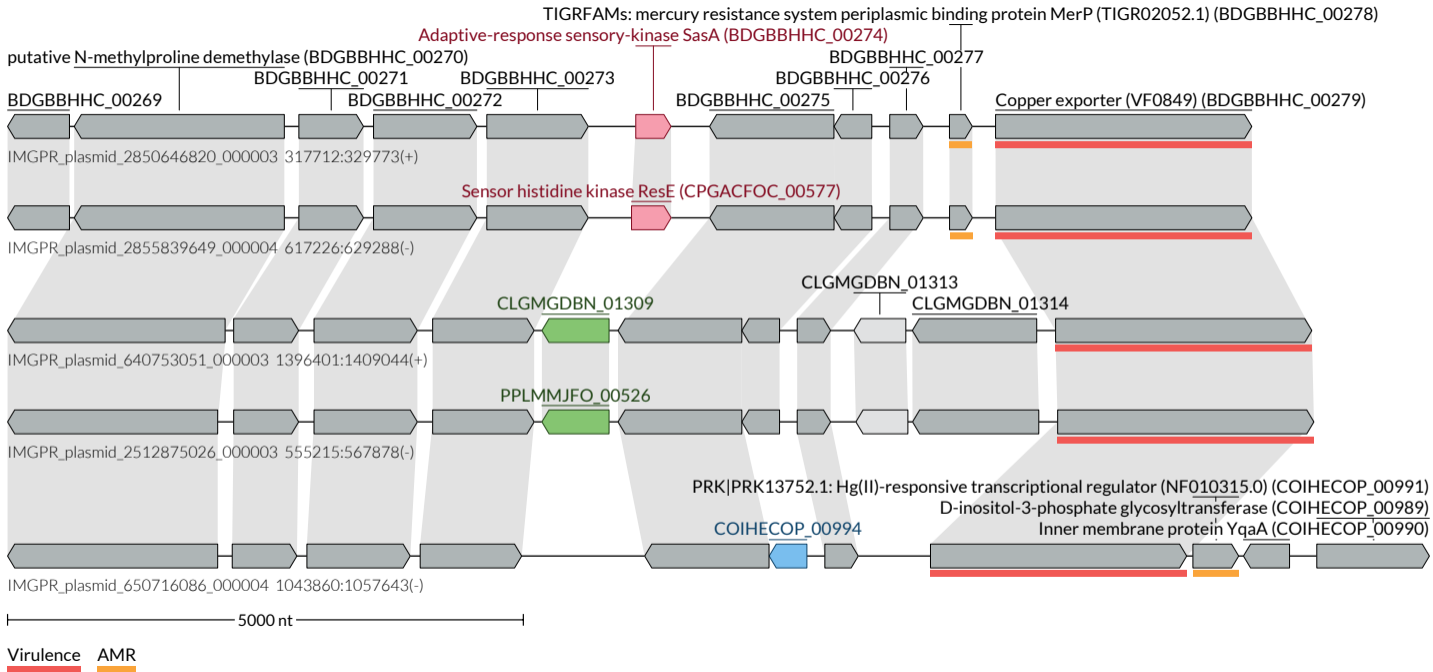 TIGRFAMs: mercury resistance system periplasmic binding protein MerP (TIGR02052.1) (BDGBBHHC_00278)
Adaptive-response sensory-kinase SasA (BDGBBHHC_00274)
putative N-methylproline demethylase (BDGBBHHC_00270)
BDGBBHHC_00277
BDGBBHHC_00271
BDGBBHHC_00273
BDGBBHHC_00276
BDGBBHHC_00269
BDGBBHHC_00272
BDGBBHHC_00275
Copper exporter (VF0849) (BDGBBHHC_00279)
IMGPR_plasmid_2850646820_000003 317712:329773(+)
Sensor histidine kinase ResE (CPGACFOC_00577)
IMGPR_plasmid_2855839649_000004 617226:629288(-)
CLGMGDBN_01313
CLGMGDBN_01309
CLGMGDBN_01314
IMGPR_plasmid_640753051_000003 1396401:1409044(+)
PPLMMJFO_00526
IMGPR_plasmid_2512875026_000003 555215:567878(-)
PRK|PRK13752.1: Hg(II)-responsive transcriptional regulator (NF010315.0) (COIHECOP_00991)
D-inositol-3-phosphate glycosyltransferase (COIHECOP_00989)
COIHECOP_00994
Inner membrane protein YqaA (COIHECOP_00990)
IMGPR_plasmid_650716086_000004 1043860:1057643(-)
5000 nt
Virulence AMR